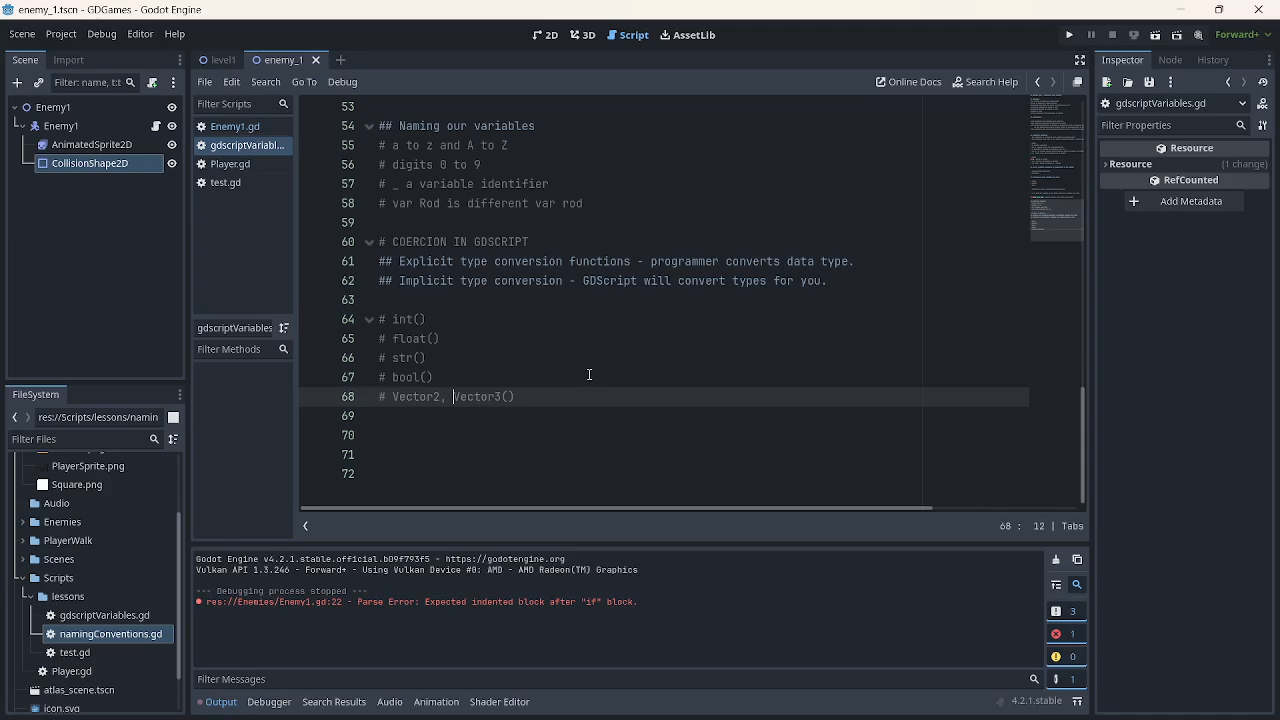 enemy_1.tscn - GDGames - Godot Engine
Scene Project Debug Editor Help
2D 3D Script AssetLib
Forward+
Scene Import
level1 enemy_1
Inspector Node History
Filter: name, t:t
File Edit Search Go To Debug
Online Docs Search Help
Filter Scripts
gdscriptVariables.gd
Enemy1
Enemy1
AnimatedSprite2D
CollisionShape2D
Enemy1.gd
gdscriptVariabl...
Player.gd
test.gd
Filter Properties
Resource
Resource (1 change)
RefCounted
Add Metadata
53
54 ## Naming our variables
55 # a to z and A to Z
56 # digits 0 to 9
57 # _ a variable identifier
58 # var Rod is different var rod
59
60 # COERCION IN GDSCRIPT
61 ## Explicit type conversion functions - programmer converts data type.
62 ## Implicit type conversion - GDScript will convert types for you.
63
64 # int()
65 # float()
66 # str()
67 # bool()
68 # Vector2, Vector3()
69
70
71
72
gdscriptVariables
Filter Methods
68 : 12 | Tabs
FileSystem
res://Scripts/lessons/namin
Filter Files
PlayerSprite.png
Square.png
Audio
Enemies
PlayerWalk
Scenes
Scripts
lessons
gdscriptVariables.gd
namingConventions.gd
test.gd
Player.gd
atlas_scene.tscn
icon.svg
Godot Engine v4.2.1.stable.official.b09f793f5 - https://godotengine.org
Vulkan API 1.3.246 - Forward+ - Using Vulkan Device #0: AMD - AMD Radeon(TM) Graphics
--- Debugging process stopped ---
res://Enemies/Enemy1.gd:22 - Parse Error: Expected indented block after "if" block.
3
1
0
1
Filter Messages
Output Debugger Search Results Audio Animation Shader Editor
4.2.1.stable